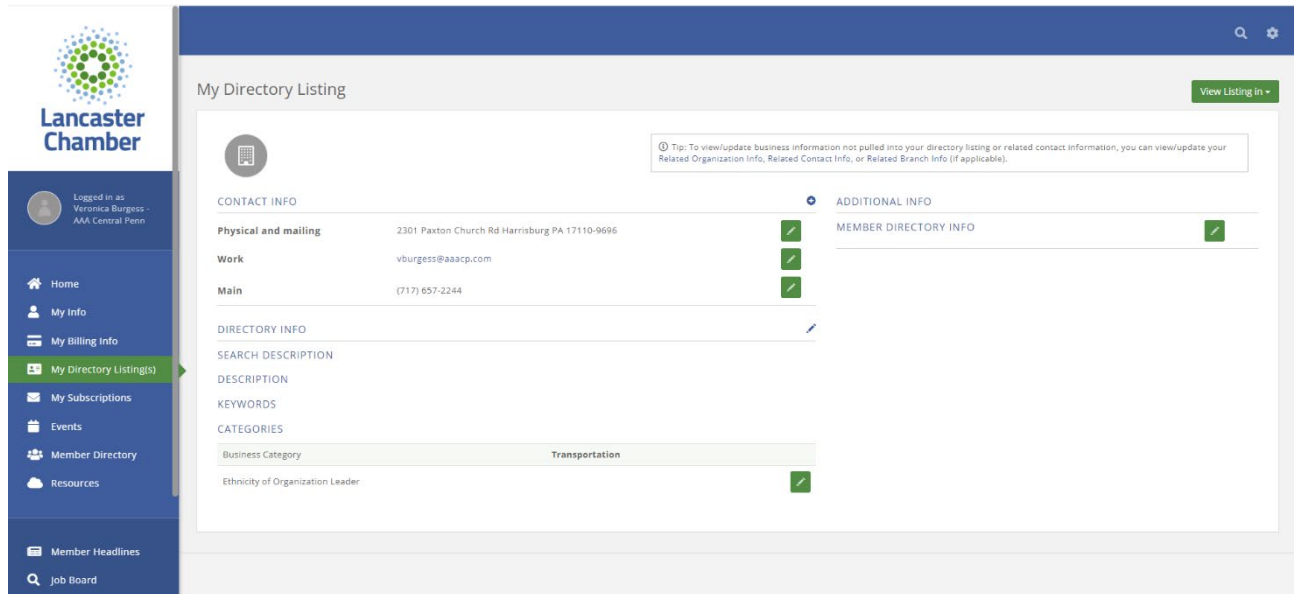 Lancaster
Chamber
Logged in as
Veronica Burgess -
AAA Central Penn
Home
My Info
My Billing Info
My Directory Listing(s)
My Subscriptions
Events
Member Directory
Resources
Member Headlines
Job Board
My Directory Listing
View Listing in
Tip: To view/update business information not pulled into your directory listing or related contact information, you can view/update your
Related Organization Info, Related Contact Info, or Related Branch Info (if applicable).
CONTACT INFO
Physical and mailing 2301 Paxton Church Rd Harrisburg PA 17110-9696
Work vburgess@aaacp.com
Main (717) 657-2244
DIRECTORY INFO
SEARCH DESCRIPTION
DESCRIPTION
KEYWORDS
CATEGORIES
Business Category Transportation
Ethnicity of Organization Leader
ADDITIONAL INFO
MEMBER DIRECTORY INFO